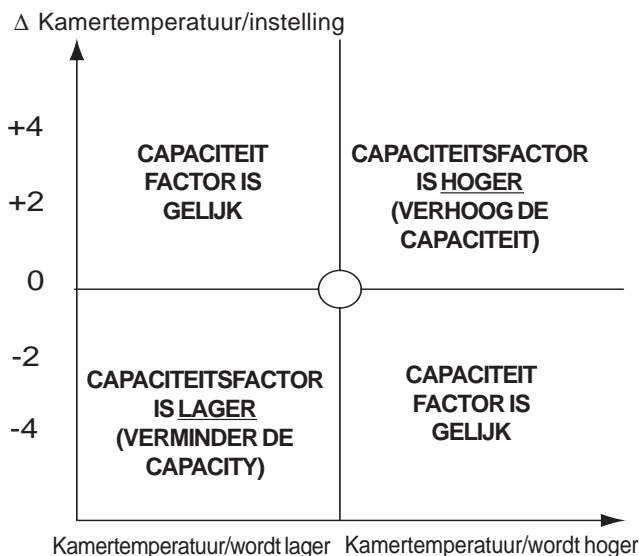 Δ Kamertemperatuur/instelling
+4
+2
0
-2
-4
CAPACITEIT
FACTOR IS
GELIJK
CAPACITEITSFACTOR
IS HOGER
(VERHOOG DE
CAPACITEIT)
CAPACITEITSFACTOR
IS LAGER
(VERMINDER DE
CAPACITY)
CAPACITEIT
FACTOR IS
GELIJK
Kamertemperatuur/wordt lager
Kamertemperatuur/wordt hoger